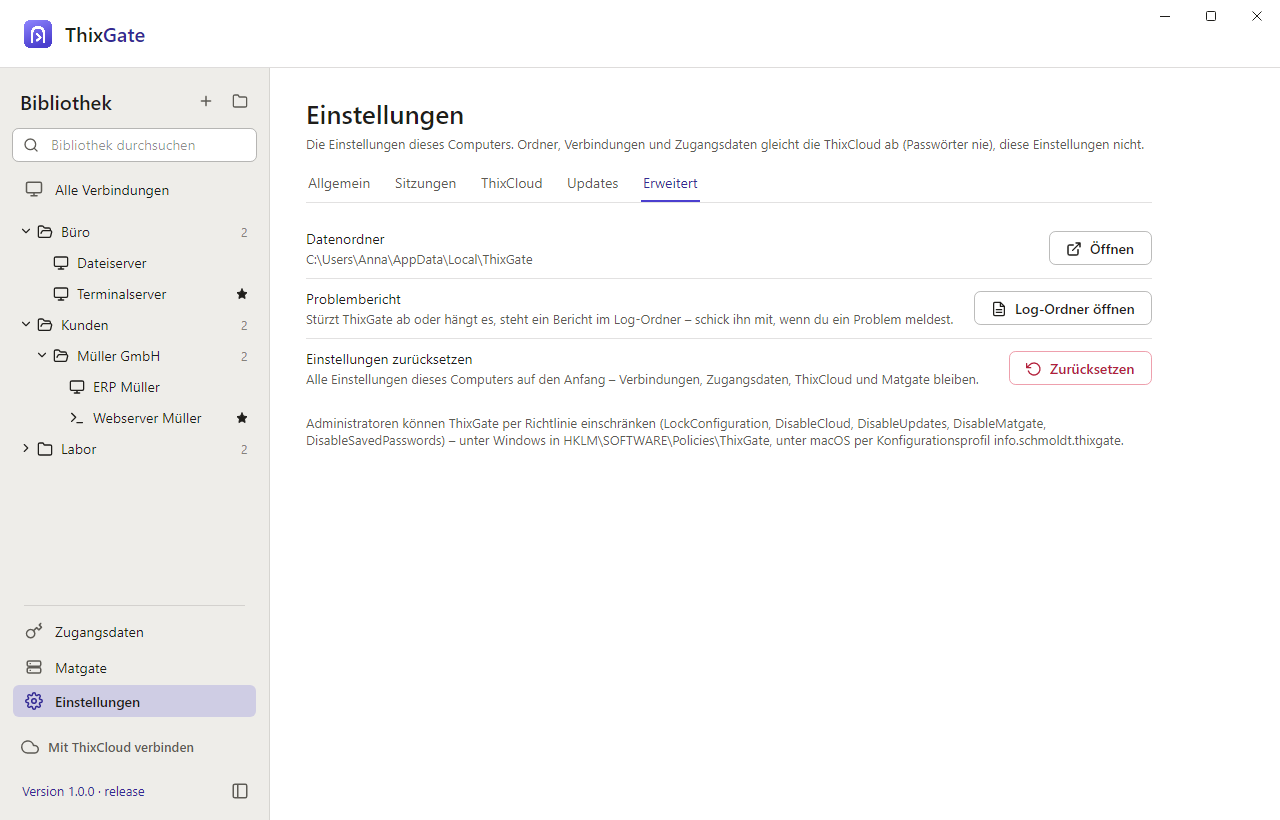 ThixGate
Bibliothek
Bibliothek durchsuchen
Alle Verbindungen
Büro 2
Dateiserver
Terminalserver
Kunden 2
Müller GmbH 2
ERP Müller
Webserver Müller
Labor 2
Zugangsdaten
Matgate
Einstellungen
Mit ThixCloud verbinden
Version 1.0.0 · release
Einstellungen
Die Einstellungen dieses Computers. Ordner, Verbindungen und Zugangsdaten gleicht die ThixCloud ab (Passwörter nie), diese Einstellungen nicht.
Allgemein Sitzungen ThixCloud Updates Erweitert
Datenordner
C:\Users\Anna\AppData\Local\ThixGate
Öffnen
Problembericht
Stürzt ThixGate ab oder hängt es, steht ein Bericht im Log-Ordner – schick ihn mit, wenn du ein Problem meldest.
Log-Ordner öffnen
Einstellungen zurücksetzen
Alle Einstellungen dieses Computers auf den Anfang – Verbindungen, Zugangsdaten, ThixCloud und Matgate bleiben.
Zurücksetzen
Administratoren können ThixGate per Richtlinie einschränken (LockConfiguration, DisableCloud, DisableUpdates, DisableMatgate,
DisableSavedPasswords) – unter Windows in HKLM\SOFTWARE\Policies\ThixGate, unter macOS per Konfigurationsprofil info.schmoldt.thixgate.